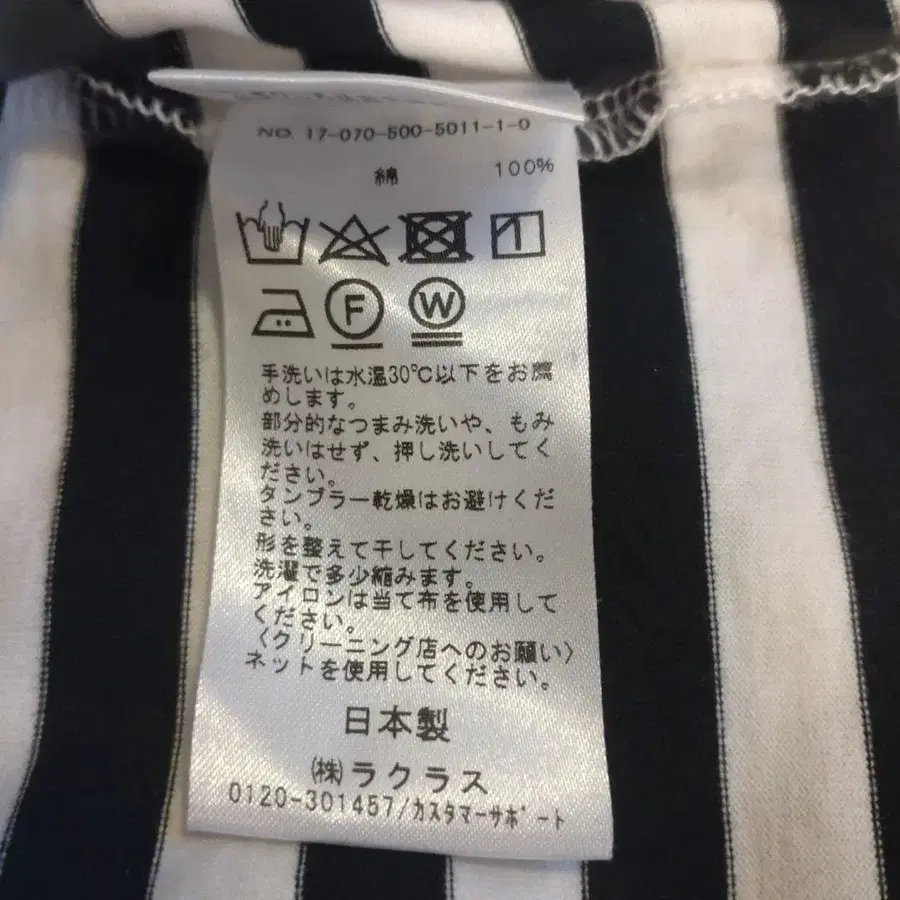 NO. 17-070-500-5011-1-0
綿 100%
F W
手洗いは水温30℃以下をお薦
めします。
部分的なつまみ洗いや、もみ
洗いはせず、押し洗いしてく
ださい。
タンブラー乾燥はお避けくだ
さい。
形を整えて干してください。
洗濯で多少縮みます。
アイロンは当て布を使用して
ください。
〈クリーニング店へのお願い〉
ネットを使用してください。
日本製
(株)ラクラス
0120-301457/カスタマーサポート